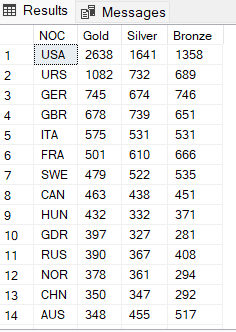 Results Messages
NOC Gold Silver Bronze
1 USA 2638 1641 1358
2 URS 1082 732 689
3 GER 745 674 746
4 GBR 678 739 651
5 ITA 575 531 531
6 FRA 501 610 666
7 SWE 479 522 535
8 CAN 463 438 451
9 HUN 432 332 371
10 GDR 397 327 281
11 RUS 390 367 408
12 NOR 378 361 294
13 CHN 350 347 292
14 AUS 348 455 517